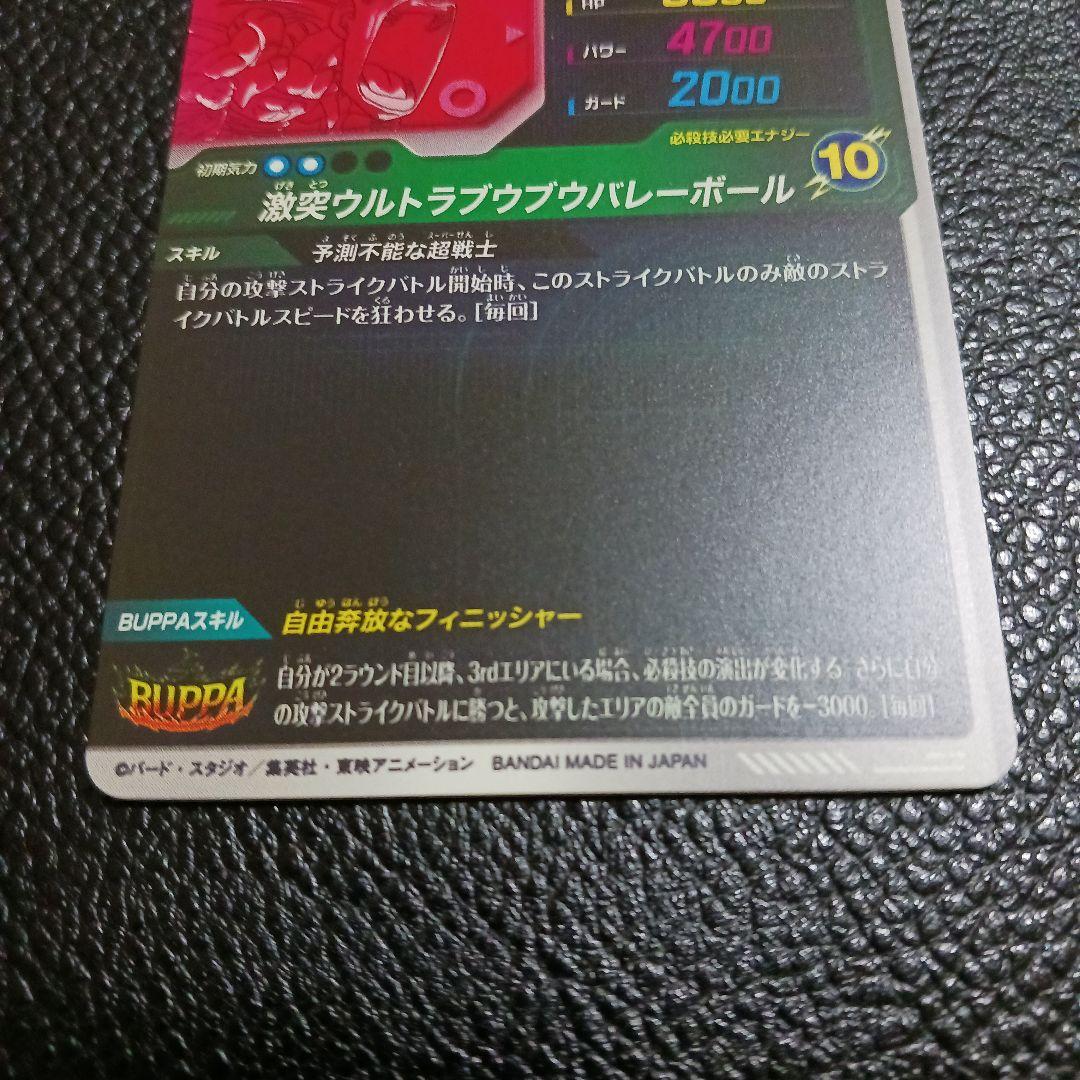 HP
パワー 4700
ガード 2000
必殺技必要エナジー 10
初期気力
激突ウルトラブウブウバレーボール
スキル 予測不能な超戦士
自分の攻撃ストライクバトル開始時、このストライクバトルのみ敵のストラ
イクバトルスピードを狂わせる。[毎回]
BUPPAスキル 自由奔放なフィニッシャー
BUPPA
自分が2ラウンド目以降、3rdエリアにいる場合、必殺技の演出が変化する さらに自分
の攻撃ストライクバトルに勝つと、攻撃したエリアの敵全員のガードを-3000 [毎回]
©バード・スタジオ／集英社・東映アニメーション BANDAI MADE IN JAPAN